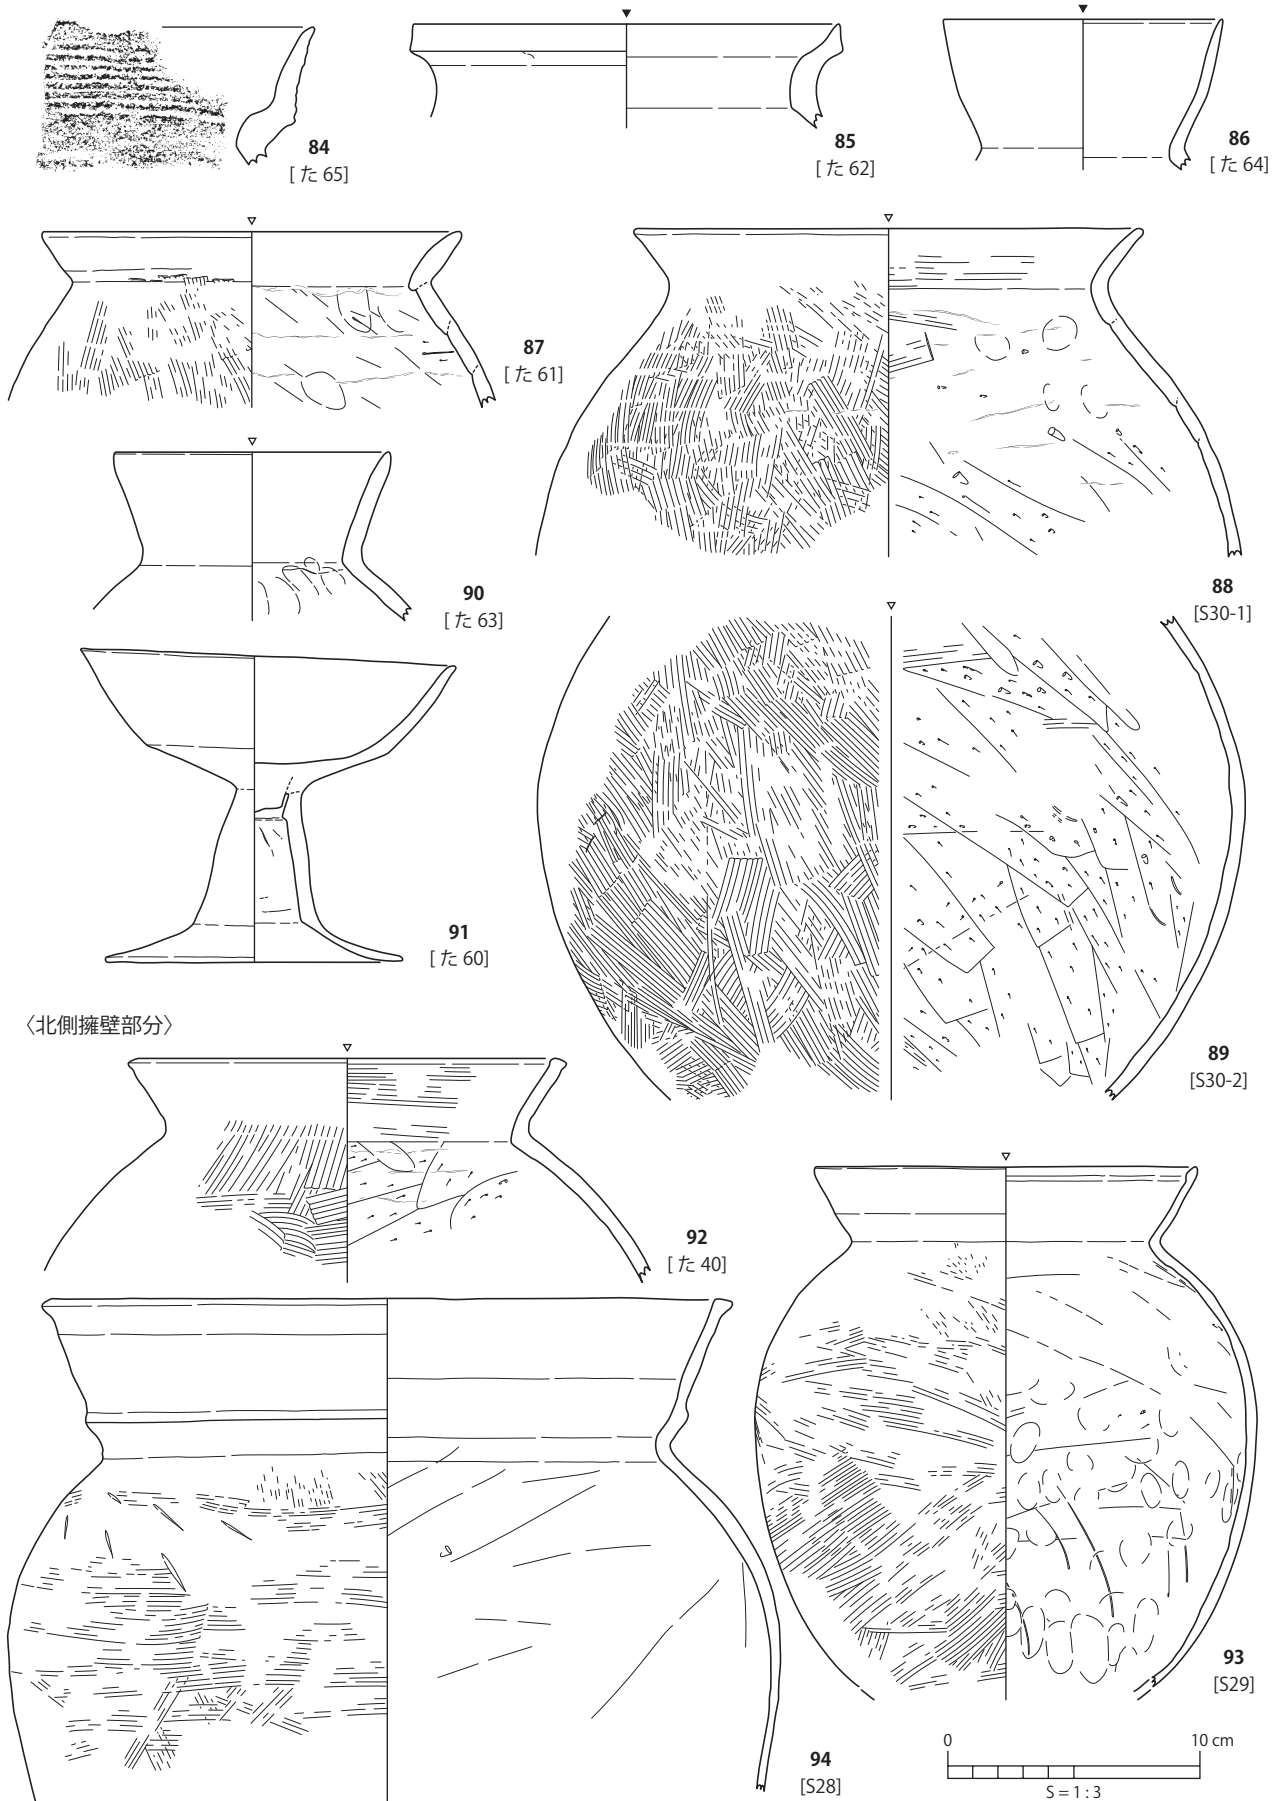 84
[ た 65]
85
[ た 62]
86
[ た 64]
87
[ た 61]
88
[S30-1]
90
[ た 63]
91
[ た 60]
89
[S30-2]
〈北側擁壁部分〉
92
[ た 40]
93
[S29]
94
[S28]
0 10 cm
S = 1 : 3